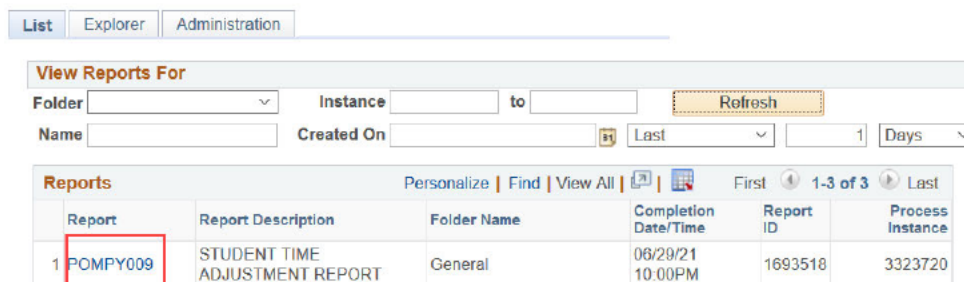 List Explorer Administration
View Reports For
Folder Instance to Refresh
Name Created On 31 Last 1 Days
Reports Personalize | Find | View All | | First 1-3 of 3 Last
Report Report Description Folder Name Completion Date/Time Report ID Process Instance
1 POMPY009 STUDENT TIME ADJUSTMENT REPORT General 06/29/21 10:00PM 1693518 3323720